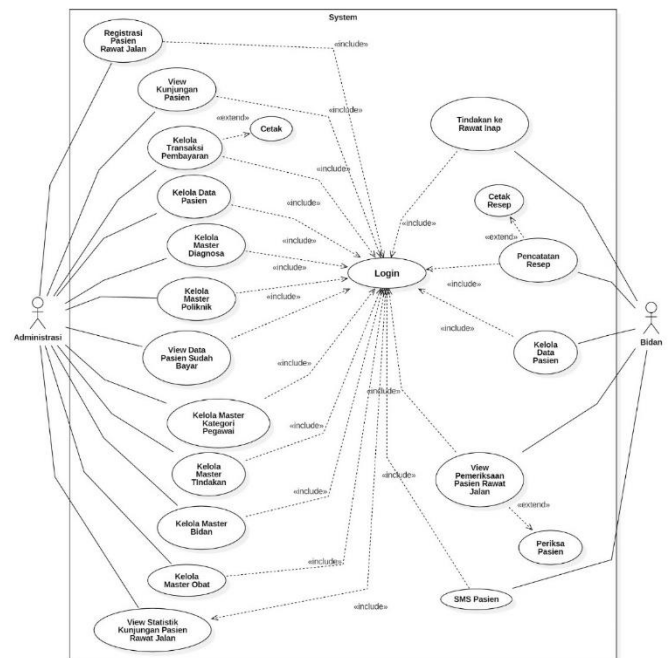 System
Registrasi
Pasien
Rawat Jalan
«include»
View
Kunjungan
Pasien
«include»
«extend»
Cetak
Kelola
Transaksi
Pembayaran
«include»
Kelola Data
Pasien
«include»
Kelola
Master
Diagnosa
«include»
Kelola
Master
Poliknik
«include»
View Data
Pasien Sudah
Bayar
«include»
Kelola Master
Kategori
Pegawai
«include»
Kelola
Master
TIndakan
«include»
Kelola Master
Bidan
«include»
Kelola
Master Obat
«include»
View Statistik
Kunjungan Pasien
Rawat Jalan
«include»
Administrasi
Login
Tindakan ke
Rawat Inap
«include»
Cetak
Resep
«extend»
Pencatatan
Resep
«include»
Kelola
Data
Pasien
«include»
View
Pemeriksaan
Pasien Rawat
Jalan
«include»
«extend»
Periksa
Pasien
SMS Pasien
«include»
Bidan